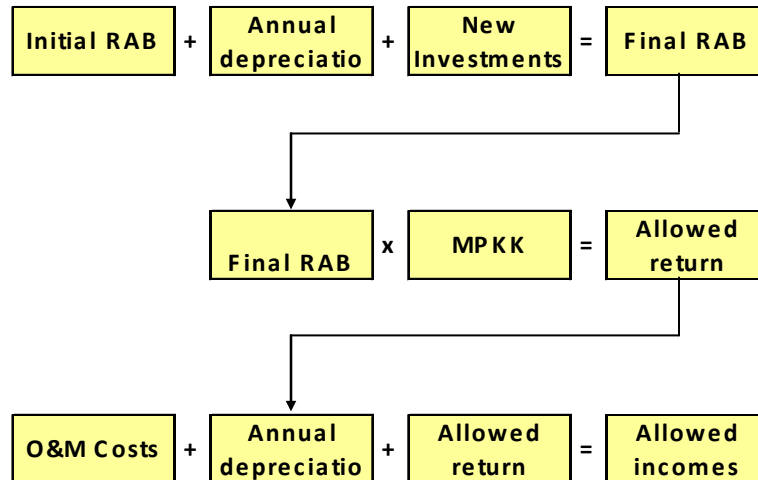 Initial RAB + Annual depreciatio + New Investments = Final RAB
Final RAB x MPKK = Allowed return
O&M Costs + Annual depreciatio + Allowed return = Allowed incomes